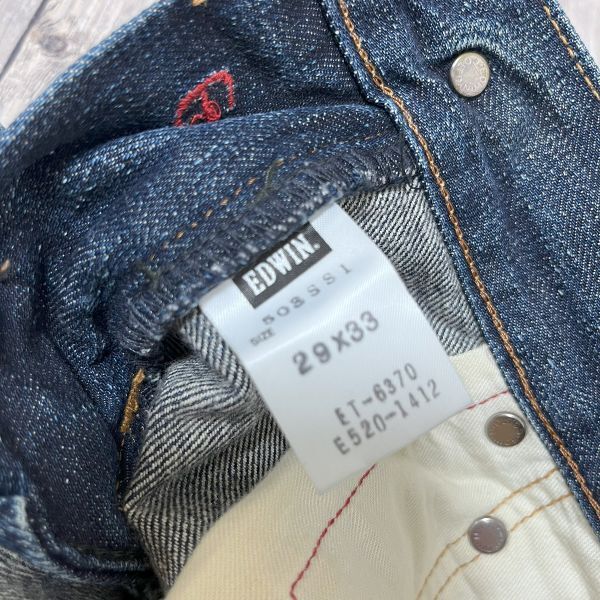 EDWIN.
503SS1
SIZE
29X33
ET-6370
E520-1412